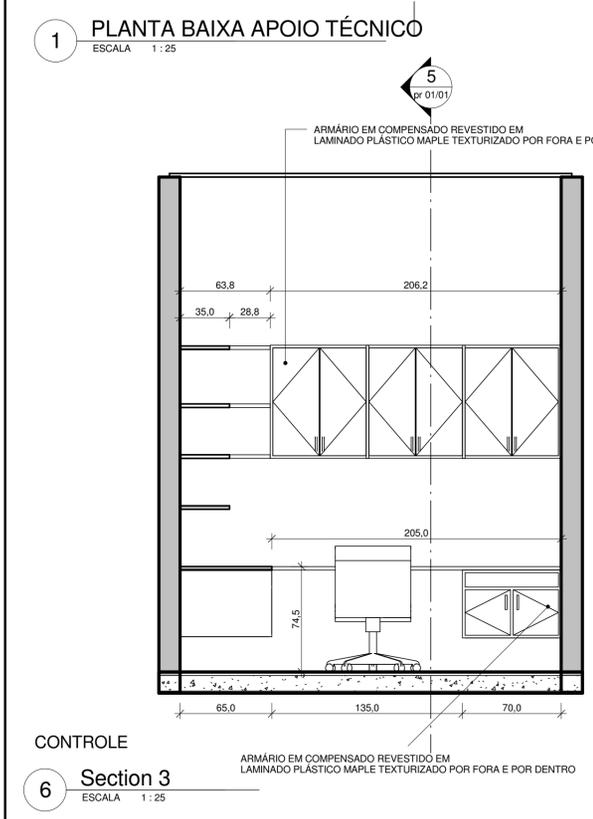 1
PLANTA BAIXA APOIO TÉCNICO
ESCALA 1 : 25
5
pr 01/01
ARMÁRIO EM COMPENSADO REVESTIDO EM
LAMINADO PLÁSTICO MAPLE TEXTURIZADO POR FORA E PO
63,8
206,2
35,0
28,8
205,0
74,5
65,0
135,0
70,0
CONTROLE
ARMÁRIO EM COMPENSADO REVESTIDO EM
LAMINADO PLÁSTICO MAPLE TEXTURIZADO POR FORA E POR DENTRO
6
Section 3
ESCALA 1 : 25